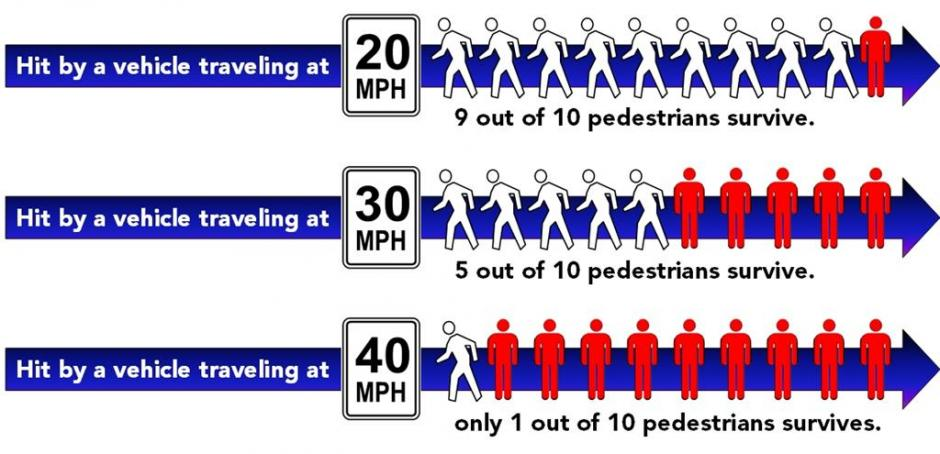 Hit by a vehicle traveling at
20
MPH
9 out of 10 pedestrians survive.
Hit by a vehicle traveling at
30
MPH
5 out of 10 pedestrians survive.
Hit by a vehicle traveling at
40
MPH
only 1 out of 10 pedestrians survives.